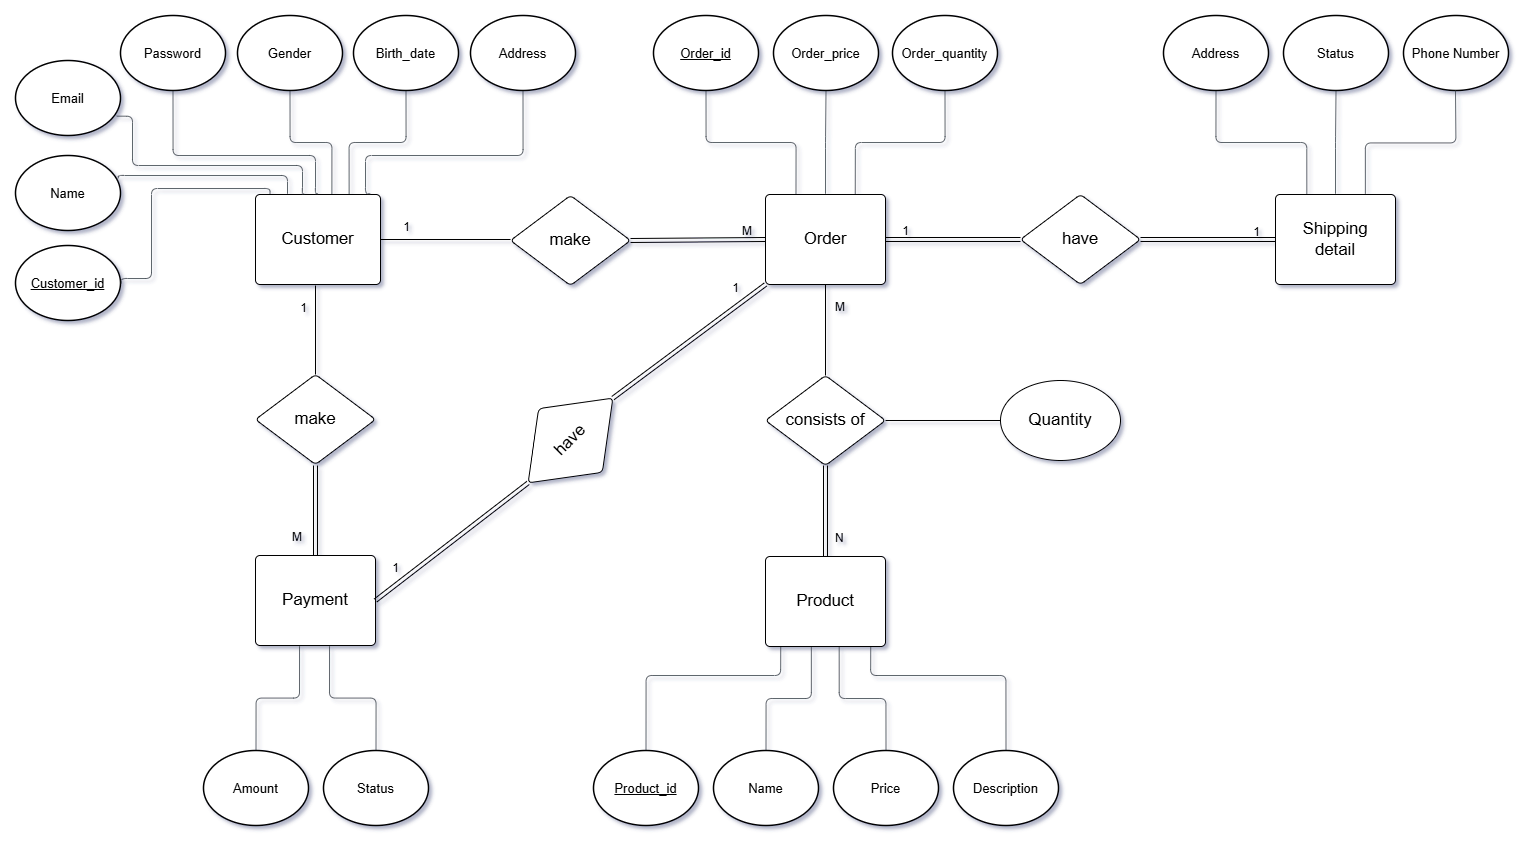 Password
Gender
Birth_date
Address
Order_id
Order_price
Order_quantity
Address
Status
Phone Number
Email
Name
Customer_id
Customer
1
make
M
Order
1
have
1
Shipping
detail
1
1
M
make
have
consists of
Quantity
M
1
N
Payment
Product
Amount
Status
Product_id
Name
Price
Description